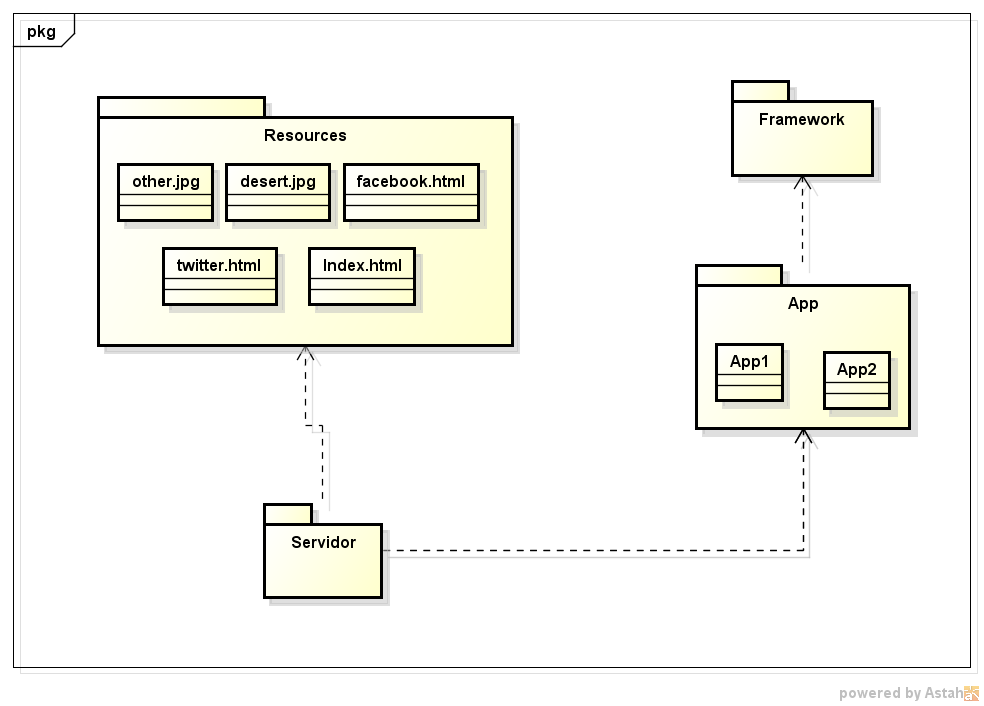 pkg
Resources
other.jpg
desert.jpg
facebook.html
twitter.html
Index.html
Framework
App
App1
App2
Servidor
powered by Astah